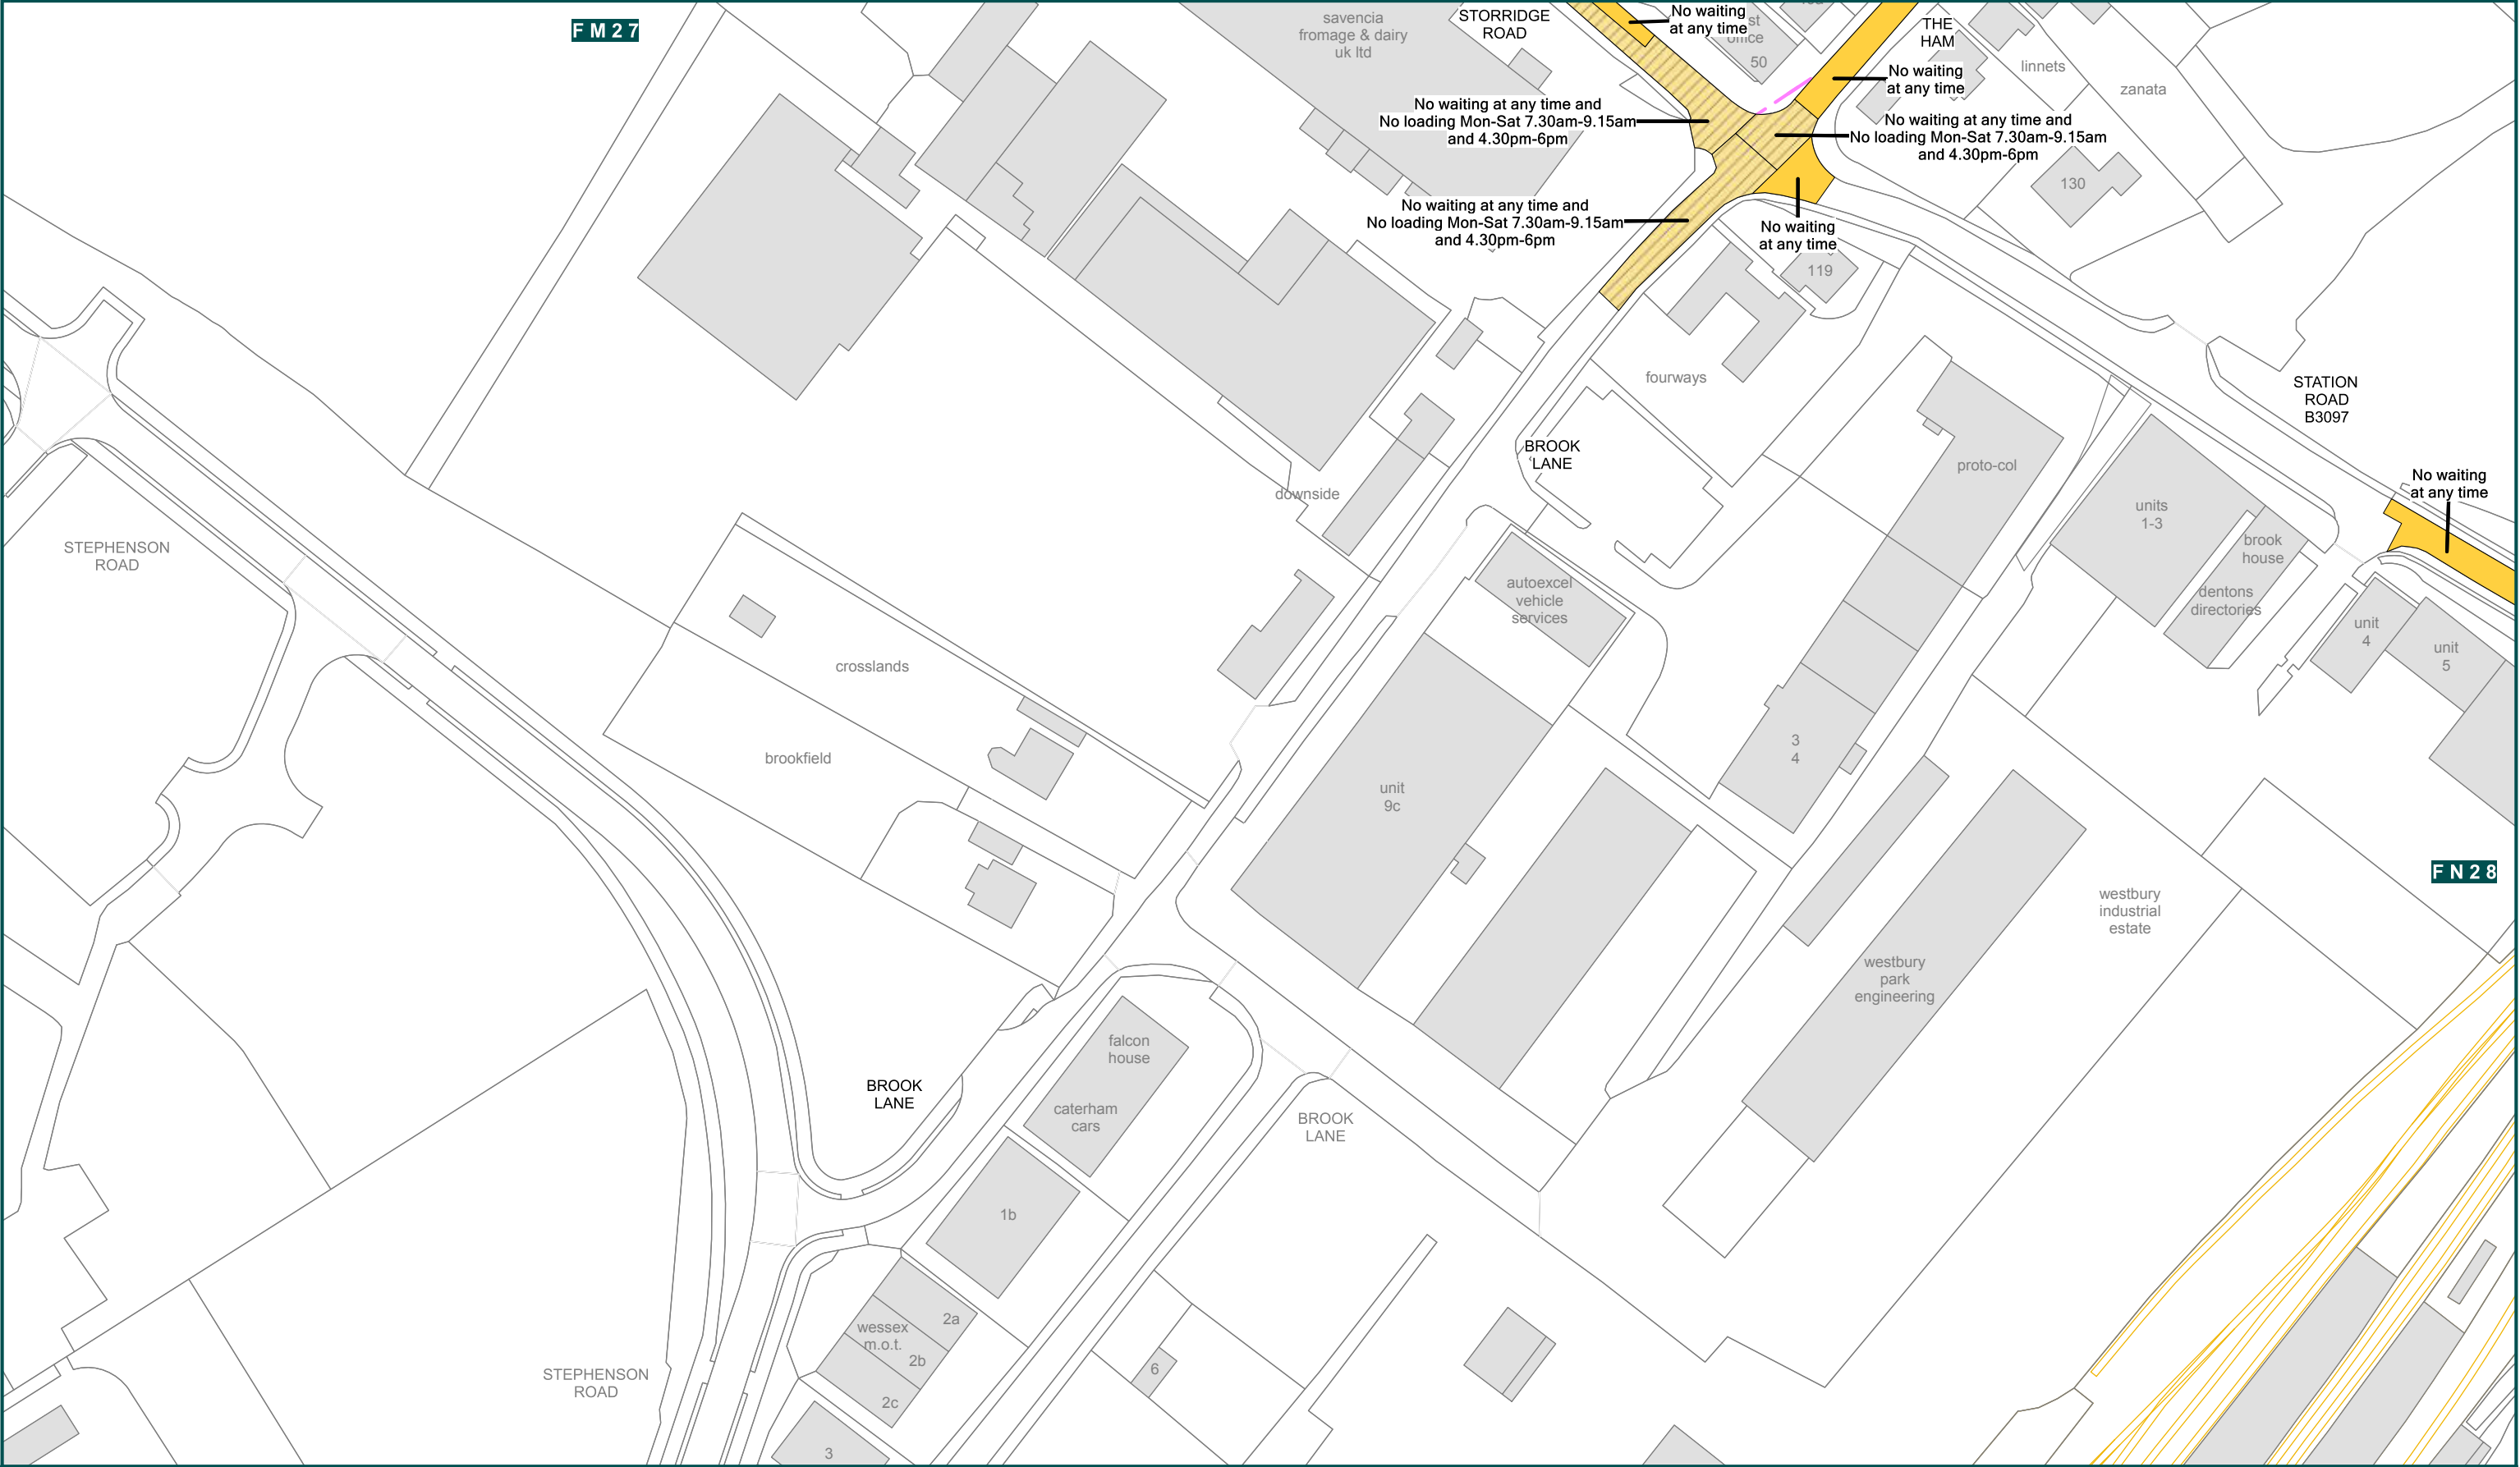 FM27
savencia
fromage & dairy
uk ltd
STORRIDGE
ROAD
No waiting
at any time
office
50
THE
HAM
linnets
zanata
No waiting
at any time
No waiting at any time and
No loading Mon-Sat 7.30am-9.15am
and 4.30pm-6pm
No waiting at any time and
No loading Mon-Sat 7.30am-9.15am
and 4.30pm-6pm
130
No waiting at any time and
No loading Mon-Sat 7.30am-9.15am
and 4.30pm-6pm
No waiting
at any time
119
fourways
STATION
ROAD
B3097
BROOK
LANE
proto-col
No waiting
at any time
downside
units
1-3
brook
house
STEPHENSON
ROAD
autoexcel
vehicle
services
dentons
directories
unit
4
unit
5
crosslands
brookfield
3
4
unit
9c
FN28
westbury
industrial
estate
westbury
park
engineering
falcon
house
BROOK
LANE
caterham
cars
BROOK
LANE
1b
2a
wessex
m.o.t.
2b
6
STEPHENSON
ROAD
2c
3